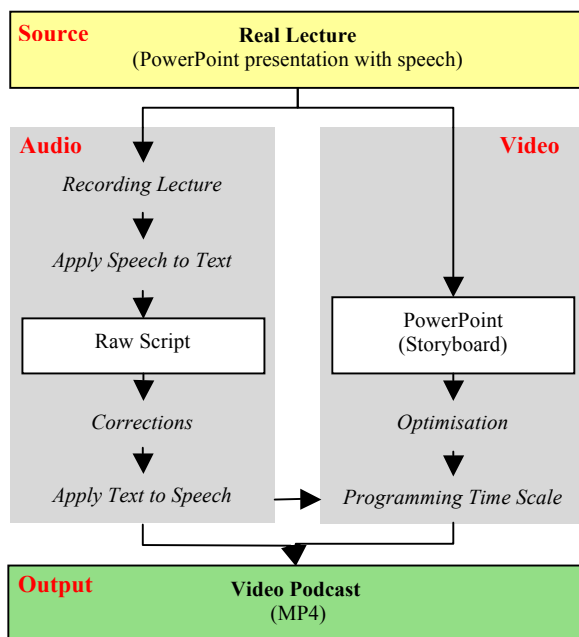 Source
Real Lecture
(PowerPoint presentation with speech)
Audio
Recording Lecture
Apply Speech to Text
Raw Script
Corrections
Apply Text to Speech
Video
PowerPoint
(Storyboard)
Optimisation
Programming Time Scale
Output
Video Podcast
(MP4)